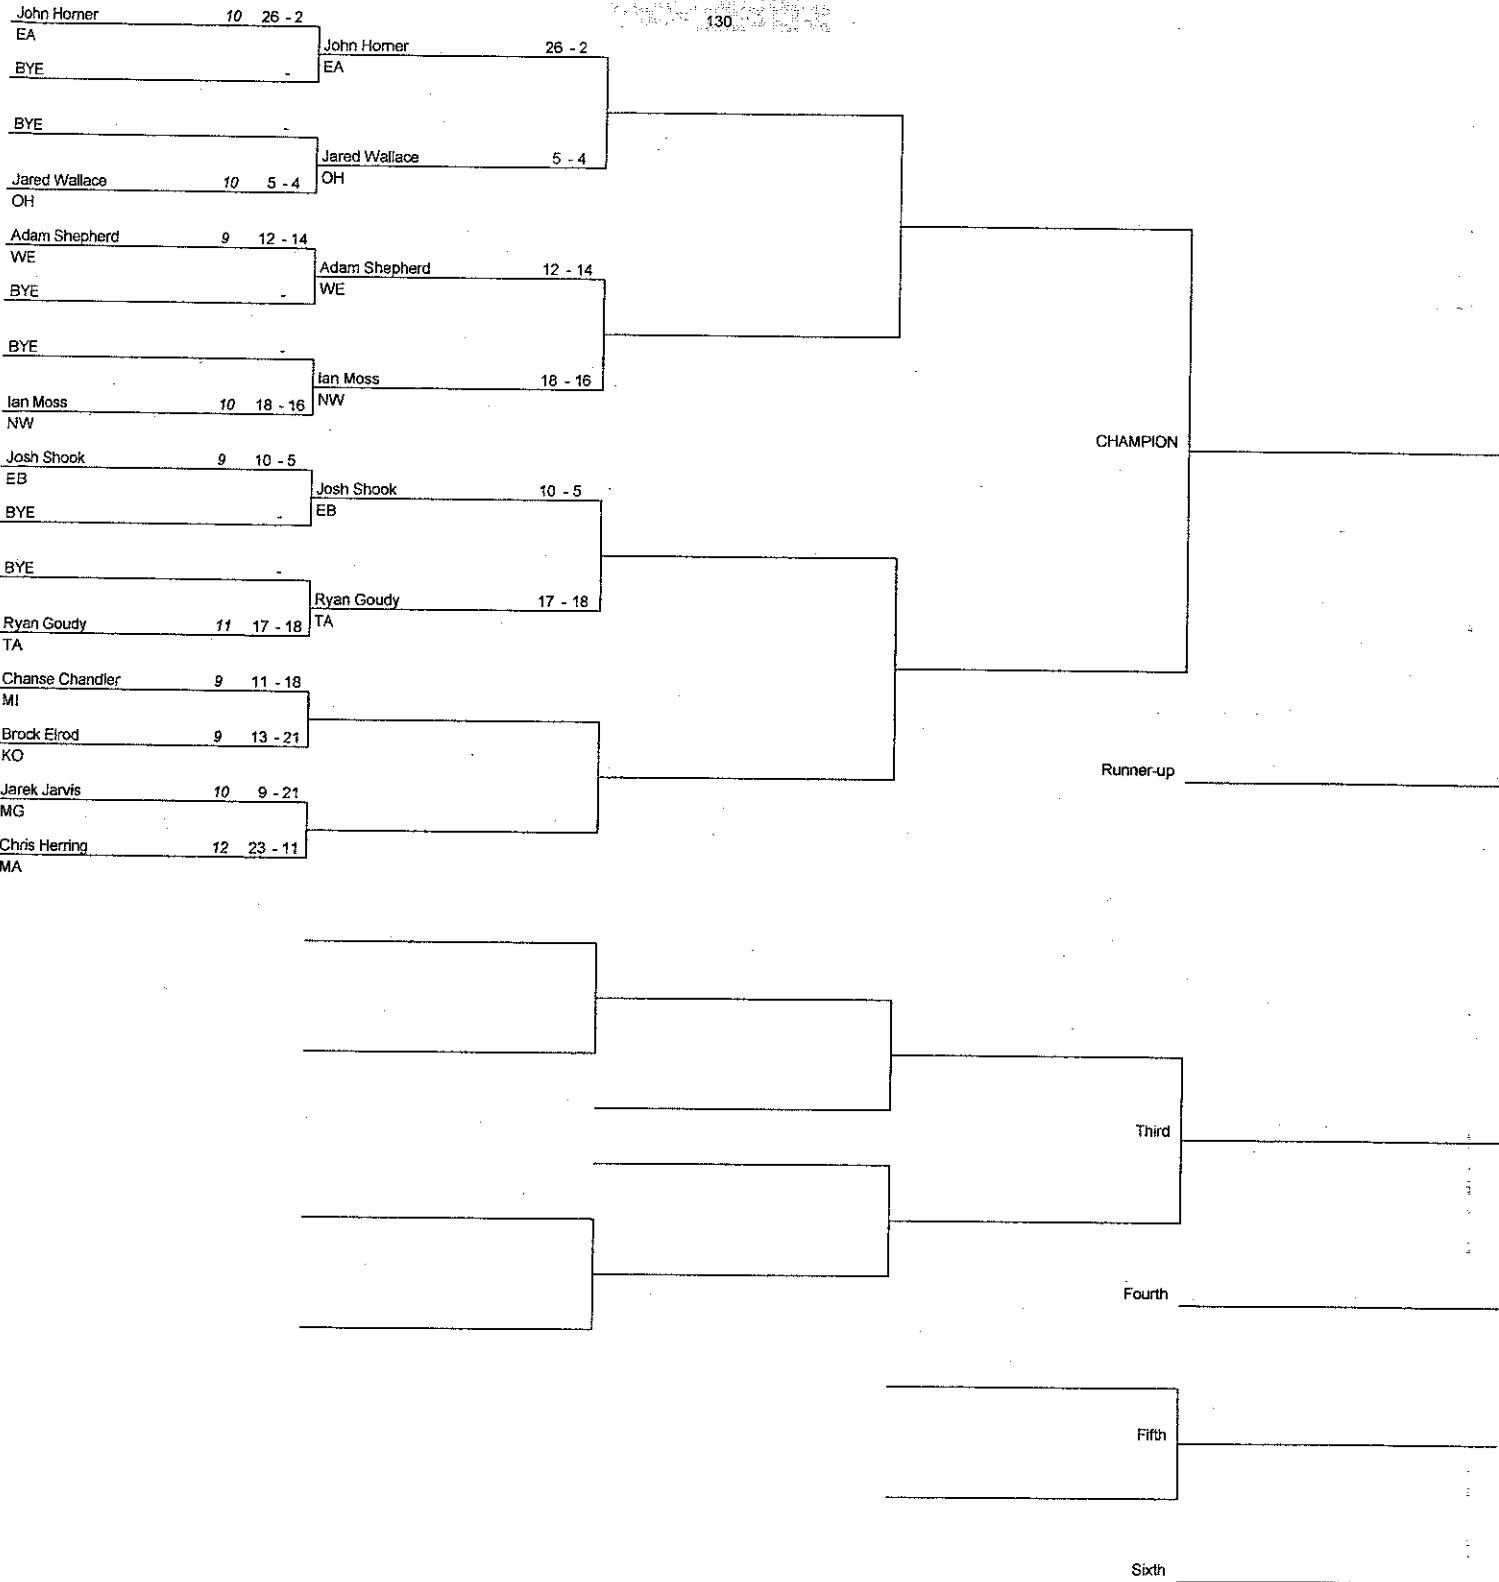 130
John Horner 10 26 - 2
EA
BYE -
BYE -
Jared Wallace 10 5 - 4
OH
Adam Shepherd 9 12 - 14
WE
BYE -
BYE -
Ian Moss 10 18 - 16
NW
Josh Shook 9 10 - 5
EB
BYE -
BYE -
Ryan Goudy 11 17 - 18
TA
Chanse Chandler 9 11 - 18
MI
Brock Elrod 9 13 - 21
KO
Jarek Jarvis 10 9 - 21
MG
Chris Herring 12 23 - 11
MA
John Horner 26 - 2
EA
Jared Wallace 5 - 4
OH
Adam Shepherd 12 - 14
WE
Ian Moss 18 - 16
NW
Josh Shook 10 - 5
EB
Ryan Goudy 17 - 18
TA
CHAMPION
Runner-up
Third
Fourth
Fifth
Sixth